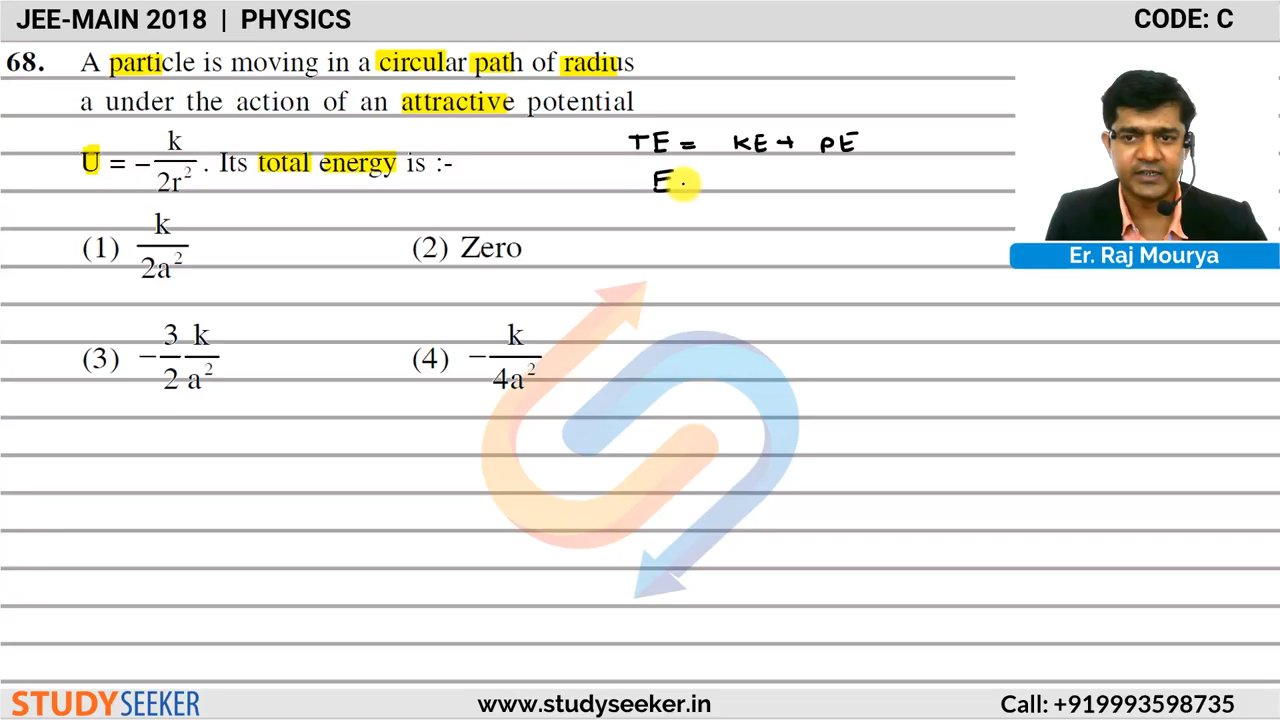 JEE-MAIN 2018 | PHYSICS
CODE: C
68. A particle is moving in a circular path of radius
a under the action of an attractive potential
U = −k/2r². Its total energy is :-
TE = KE + PE
E
(1) k/2a²
(2) Zero
(3) −3/2 k/a²
(4) −k/4a²
Er. Raj Mourya
STUDYSEEKER
www.studyseeker.in
Call: +919993598735